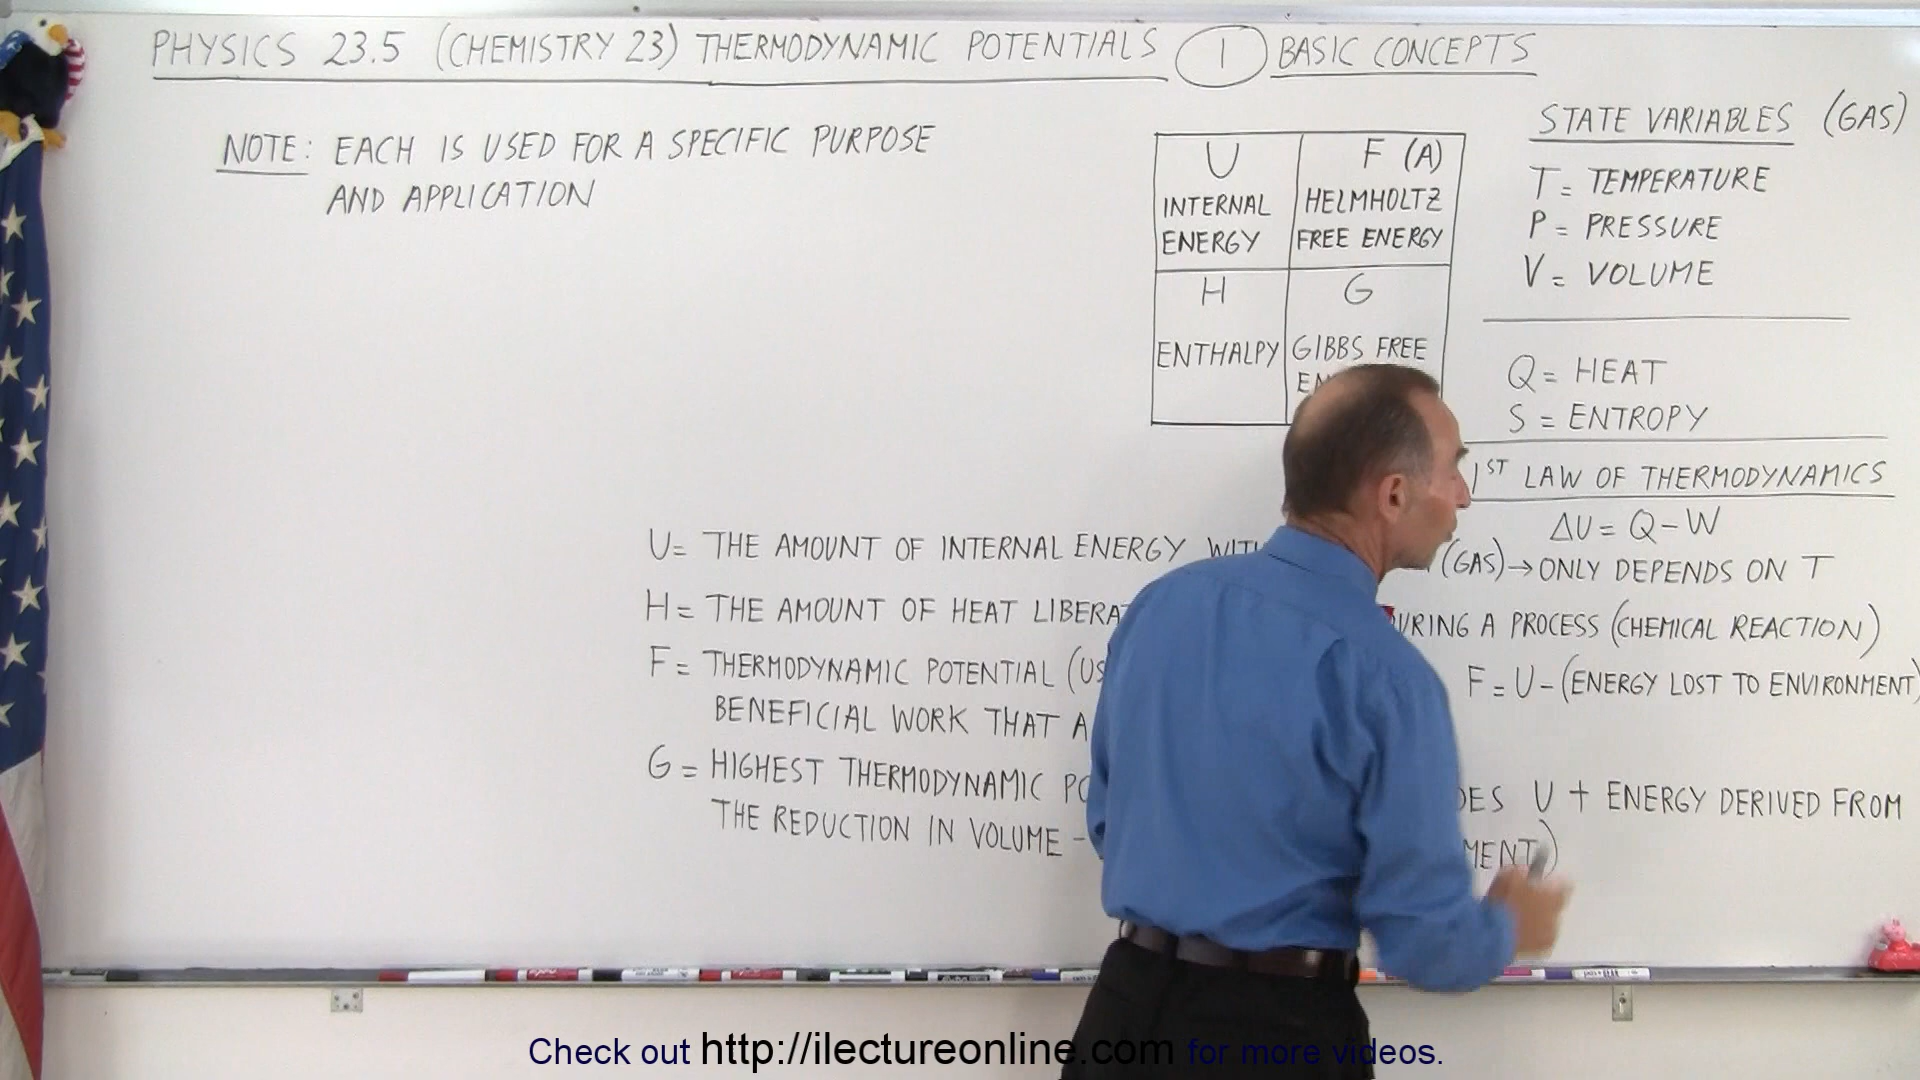 PHYSICS 23.5 (CHEMISTRY 23) THERMODYNAMIC POTENTIALS 1 BASIC CONCEPTS
NOTE: EACH IS USED FOR A SPECIFIC PURPOSE
AND APPLICATION
U
INTERNAL
ENERGY
F (A)
HELMHOLTZ
FREE ENERGY
H
ENTHALPY
G
GIBBS FREE
STATE VARIABLES (GAS)
T = TEMPERATURE
P = PRESSURE
V = VOLUME
Q = HEAT
S = ENTROPY
1ST LAW OF THERMODYNAMICS
ΔU = Q - W
U = THE AMOUNT OF INTERNAL ENERGY (GAS) → ONLY DEPENDS ON T
H = THE AMOUNT OF HEAT DURING A PROCESS (CHEMICAL REACTION)
F = THERMODYNAMIC POTENTIAL F = U - (ENERGY LOST TO ENVIRONMENT)
BENEFICIAL WORK THAT
G = HIGHEST THERMODYNAMIC U + ENERGY DERIVED FROM
THE REDUCTION IN VOLUME -
Check out http://ilectureonline.com for more videos.